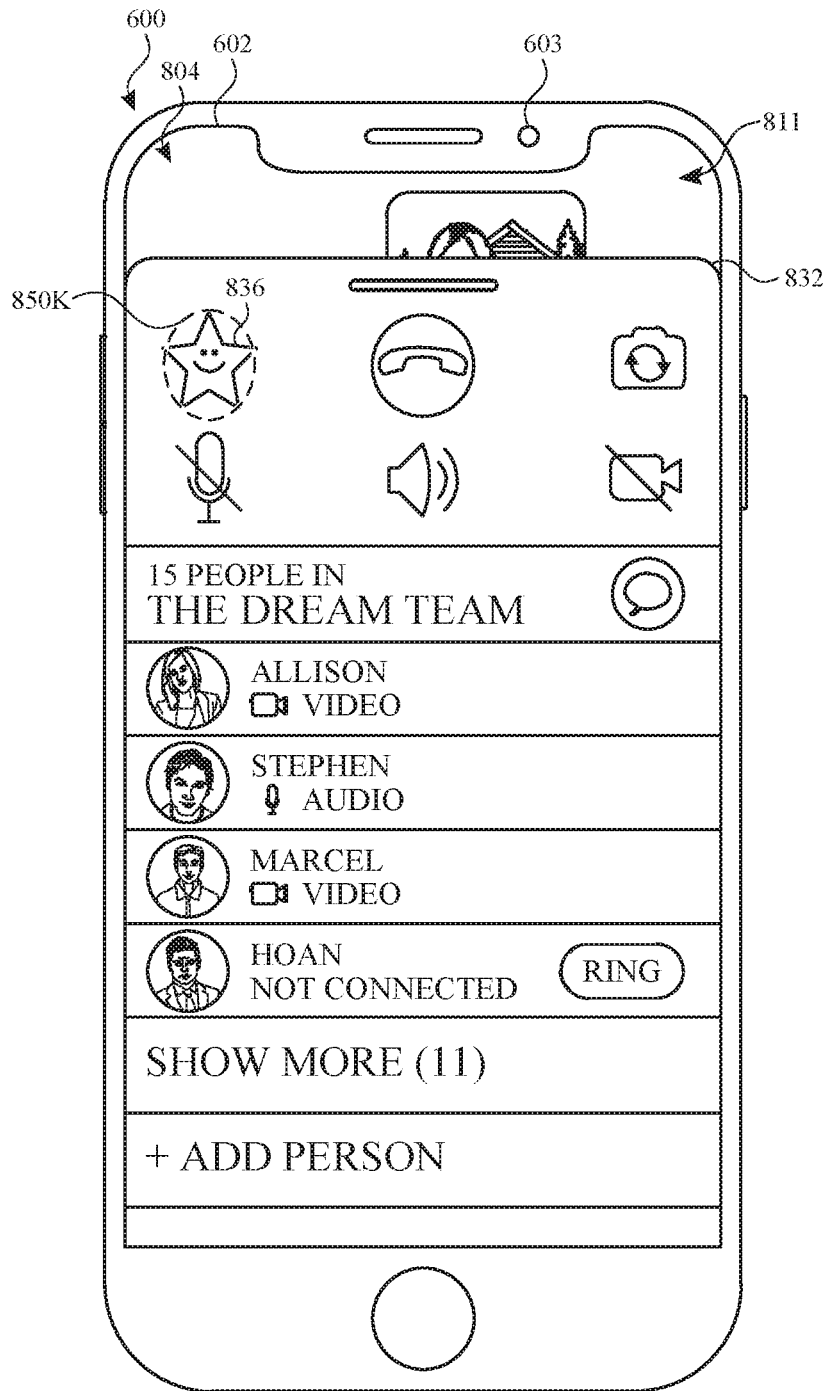 600
602
603
804
811
832
850K
836
15 PEOPLE IN
THE DREAM TEAM
ALLISON
VIDEO
STEPHEN
AUDIO
MARCEL
VIDEO
HOAN
NOT CONNECTED
RING
SHOW MORE (11)
+ ADD PERSON